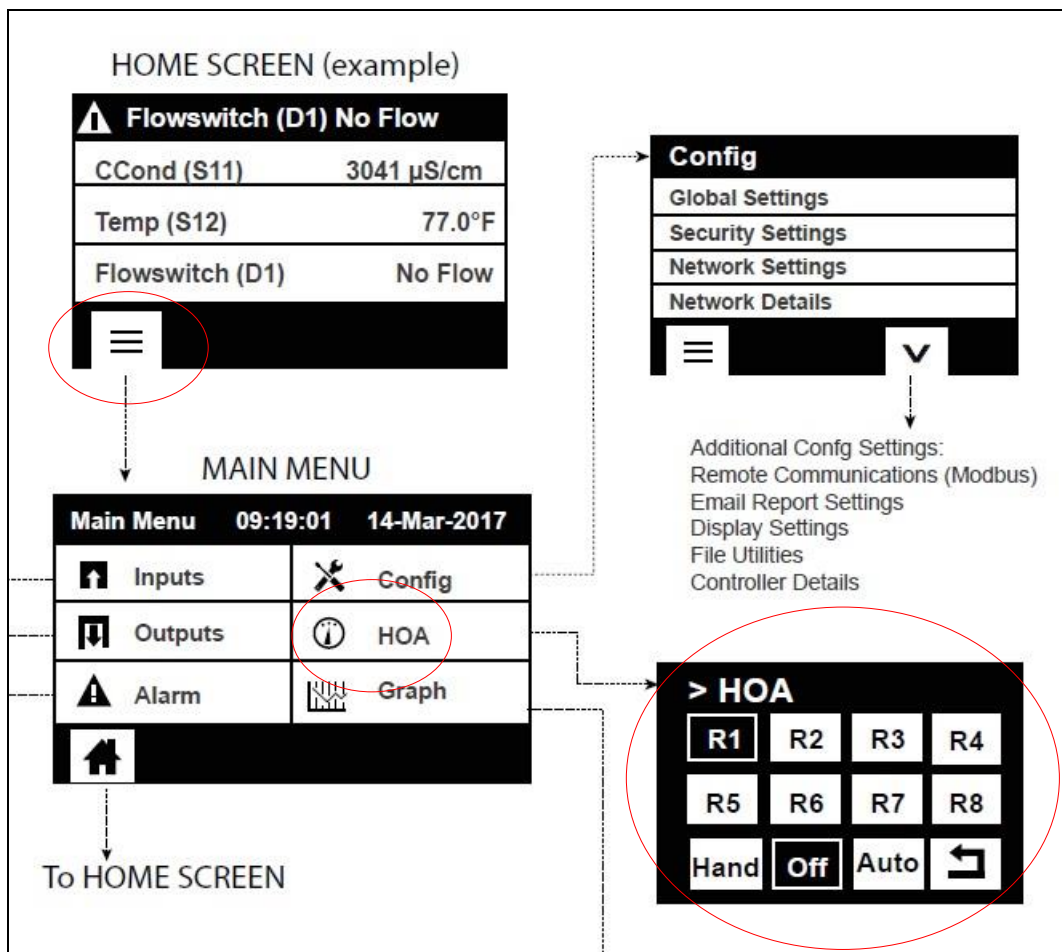 HOME SCREEN (example)
Flowswitch (D1) No Flow
CCond (S11) 3041 µS/cm
Temp (S12) 77.0°F
Flowswitch (D1) No Flow
Config
Global Settings
Security Settings
Network Settings
Network Details
Additional Confg Settings:
Remote Communications (Modbus)
Email Report Settings
Display Settings
File Utilities
Controller Details
MAIN MENU
Main Menu 09:19:01 14-Mar-2017
Inputs Config
Outputs HOA
Alarm Graph
To HOME SCREEN
> HOA
R1 R2 R3 R4
R5 R6 R7 R8
Hand Off Auto